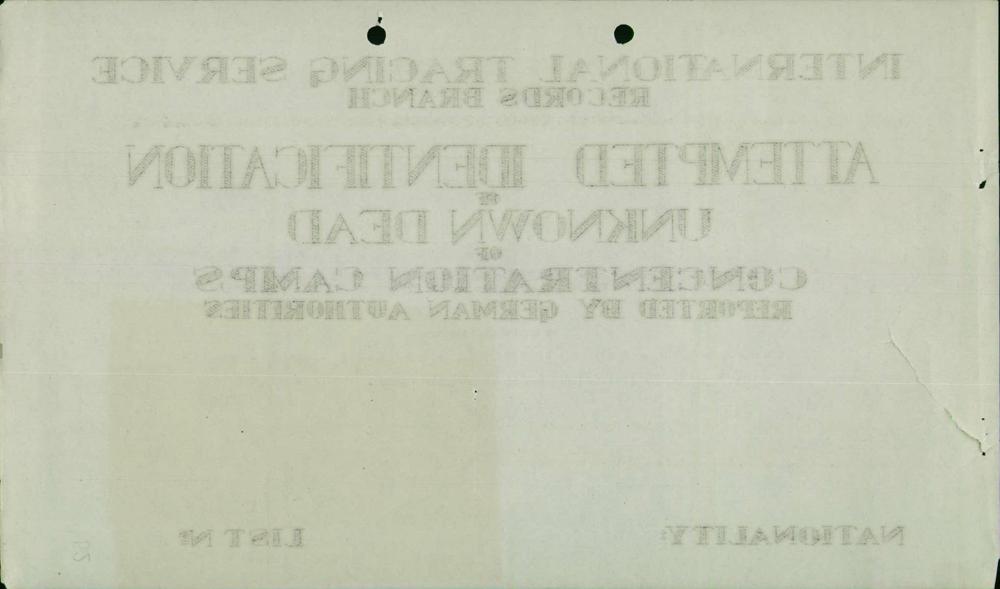 INTERNATIONAL TRACING SERVICE
RECORDS BRANCH
ATTEMPTED IDENTIFICATION
OF
UNKNOWN DEAD
OF
CONCENTRATION CAMPS
REPORTED BY GERMAN AUTHORITIES
NATIONALITY: LIST Nº